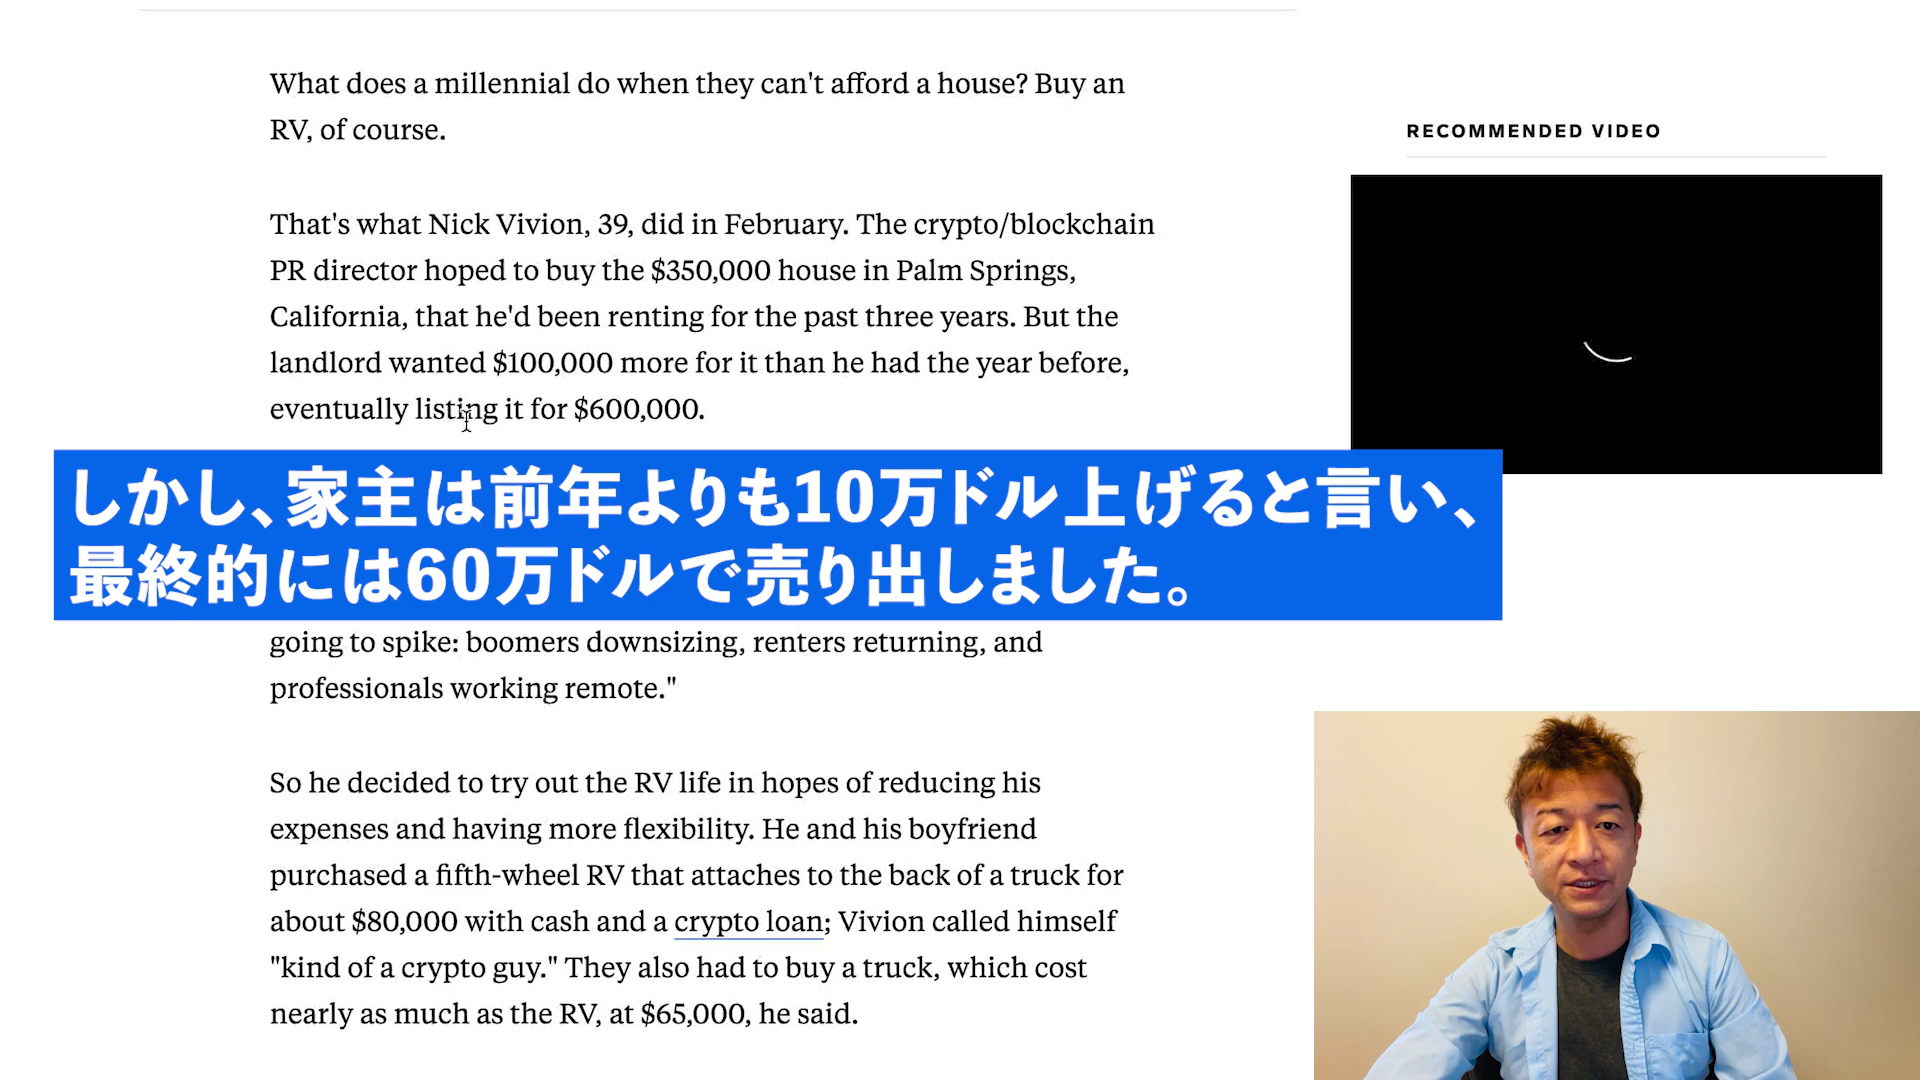 What does a millennial do when they can't afford a house? Buy an
RV, of course.
RECOMMENDED VIDEO
That's what Nick Vivion, 39, did in February. The crypto/blockchain
PR director hoped to buy the $350,000 house in Palm Springs,
California, that he'd been renting for the past three years. But the
landlord wanted $100,000 more for it than he had the year before,
eventually listing it for $600,000.
しかし、家主は前年よりも10万ドル上げると言い、
最終的には60万ドルで売り出しました。
going to spike: boomers downsizing, renters returning, and
professionals working remote."
So he decided to try out the RV life in hopes of reducing his
expenses and having more flexibility. He and his boyfriend
purchased a fifth-wheel RV that attaches to the back of a truck for
about $80,000 with cash and a crypto loan; Vivion called himself
"kind of a crypto guy." They also had to buy a truck, which cost
nearly as much as the RV, at $65,000, he said.